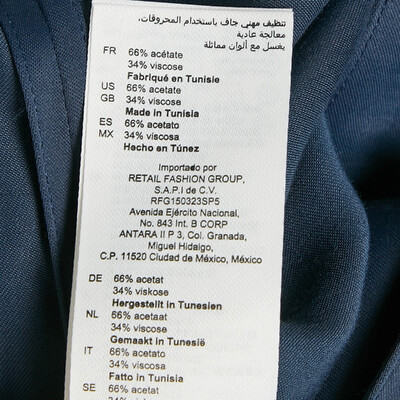 تنظيف مهني جاف باستخدام المحروقات،
معالجة عادية
يغسل مع ألوان مماثلة
FR 66% acétate
34% viscose
Fabriqué en Tunisie
US 66% acetate
GB 34% viscose
Made in Tunisia
ES 66% acetato
MX 34% viscosa
Hecho en Túnez
Importado por
RETAIL FASHION GROUP,
S.A.P.I de C.V.
RFG150323SP5
Avenida Ejército Nacional,
No. 843 Int. B CORP
ANTARA II P 3, Col. Granada,
Miguel Hidalgo,
C.P. 11520 Ciudad de México, México
DE 66% acetat
34% viskose
Hergestellt in Tunesien
NL 66% acetaat
34% viscose
Gemaakt in Tunesië
IT 66% acetato
34% viscosa
Fatto in Tunisia
SE 66% acetat